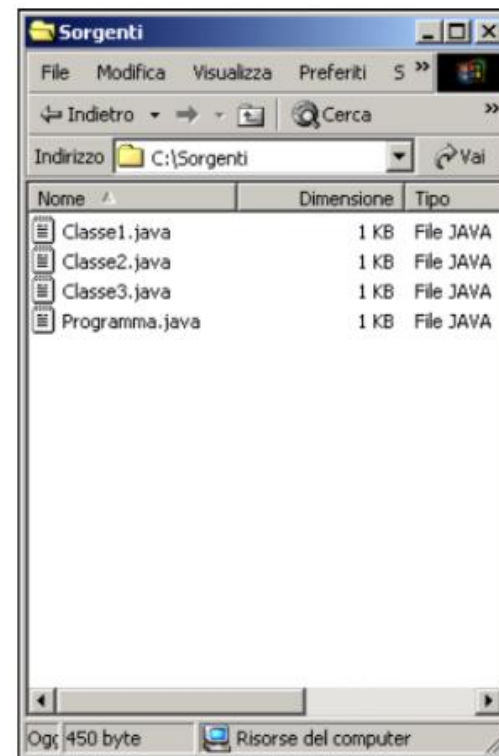 Sorgenti
File Modifica Visualizza Preferiti S »
Indietro Cerca »
Indirizzo C:\Sorgenti Vai
Nome Dimensione Tipo
Classe1.java 1 KB File JAVA
Classe2.java 1 KB File JAVA
Classe3.java 1 KB File JAVA
Programma.java 1 KB File JAVA
Ogg 450 byte Risorse del computer